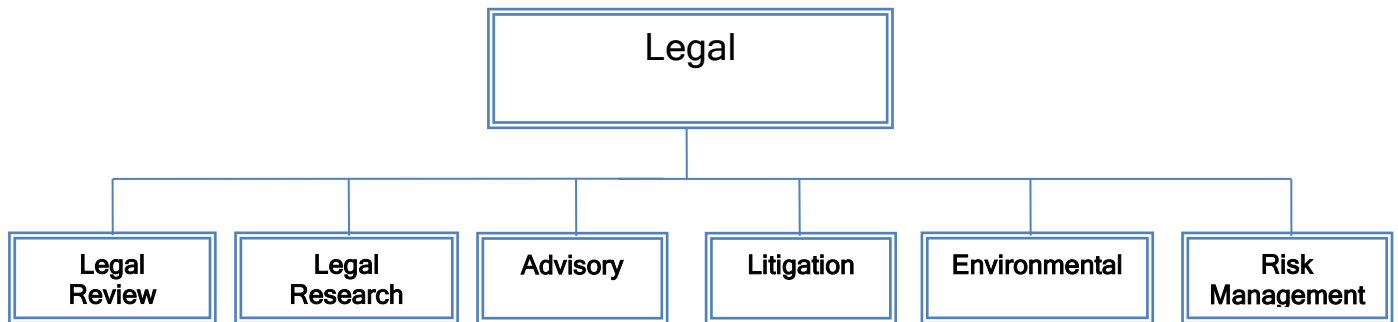 Legal
Legal
Review
Legal
Research
Advisory
Litigation
Environmental
Risk
Management